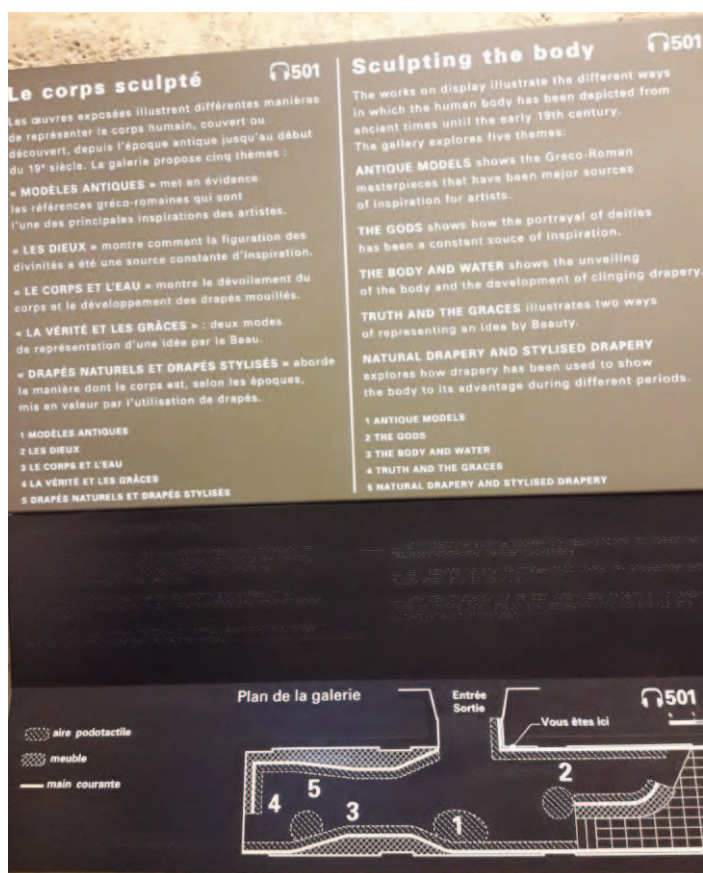 Le corps sculpté
501
Les œuvres exposées illustrent différentes manières
de représenter le corps humain, couvert ou
découvert, depuis l'époque antique jusqu'au début
du 19e siècle. La galerie propose cinq thèmes :
« MODÈLES ANTIQUES » met en évidence
les références gréco-romaines qui sont
l'une des principales inspirations des artistes.
« LES DIEUX » montre comment la figuration des
divinités a été une source constante d'inspiration.
« LE CORPS ET L'EAU » montre le dévoilement du
corps et le développement des drapés mouillés.
« LA VÉRITÉ ET LES GRÂCES » : deux modes
de représentation d'une idée par le Beau.
« DRAPÉS NATURELS ET DRAPÉS STYLISÉS » aborde
la manière dont le corps est, selon les époques,
mis en valeur par l'utilisation de drapés.
1 MODÈLES ANTIQUES
2 LES DIEUX
3 LE CORPS ET L'EAU
4 LA VÉRITÉ ET LES GRÂCES
5 DRAPÉS NATURELS ET DRAPÉS STYLISÉS
Sculpting the body
501
The works on display illustrate the different ways
in which the human body has been depicted from
ancient times until the early 19th century.
The gallery explores five themes:
ANTIQUE MODELS shows the Greco-Roman
masterpieces that have been major sources
of inspiration for artists.
THE GODS shows how the portrayal of deities
has been a constant souce of inspiration.
THE BODY AND WATER shows the unveiling
of the body and the development of clinging drapery.
TRUTH AND THE GRACES illustrates two ways
of representing an idea by Beauty.
NATURAL DRAPERY AND STYLISED DRAPERY
explores how drapery has been used to show
the body to its advantage during different periods.
1 ANTIQUE MODELS
2 THE GODS
3 THE BODY AND WATER
4 TRUTH AND THE GRACES
5 NATURAL DRAPERY AND STYLISED DRAPERY
Plan de la galerie
Entrée
Sortie
501
Vous êtes ici
aire podotactile
meuble
main courante
2
5
4
3
1